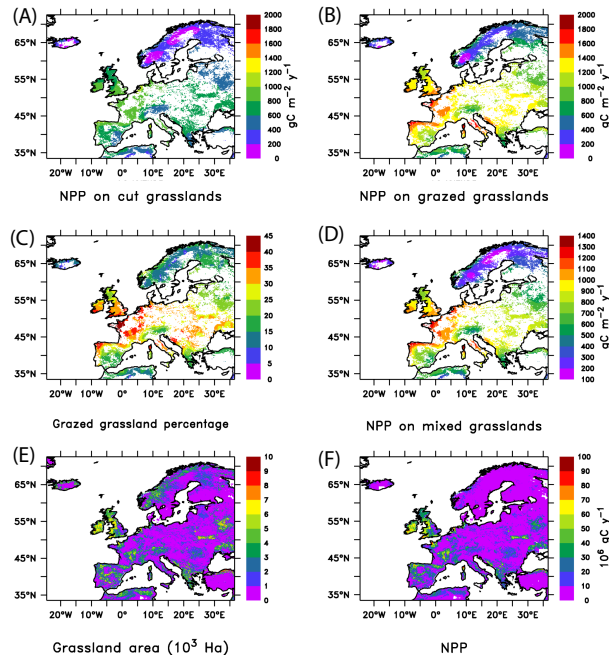 (A)
65°N
55°N
45°N
35°N
20°W 10°W 0° 10°E 20°E 30°E
2000
1800
1600
1400
1200
1000
800
600
400
200
0
gC m⁻² y⁻¹
NPP on cut grasslands
(B)
65°N
55°N
45°N
35°N
20°W 10°W 0° 10°E 20°E 30°E
2000
1800
1600
1400
1200
1000
800
600
400
200
0
gC m⁻² y⁻¹
NPP on grazed grasslands
(C)
65°N
55°N
45°N
35°N
20°W 10°W 0° 10°E 20°E 30°E
45
40
35
30
25
20
15
10
5
0
Grazed grassland percentage
(D)
65°N
55°N
45°N
35°N
20°W 10°W 0° 10°E 20°E 30°E
1400
1300
1200
1100
1000
900
800
700
600
500
400
300
200
100
gC m⁻² y⁻¹
NPP on mixed grasslands
(E)
65°N
55°N
45°N
35°N
20°W 10°W 0° 10°E 20°E 30°E
10
9
8
7
6
5
4
3
2
1
0
Grassland area (10³ Ha)
(F)
65°N
55°N
45°N
35°N
20°W 10°W 0° 10°E 20°E 30°E
100
90
80
70
60
50
40
30
20
10
0
10⁶ gC y⁻¹
NPP